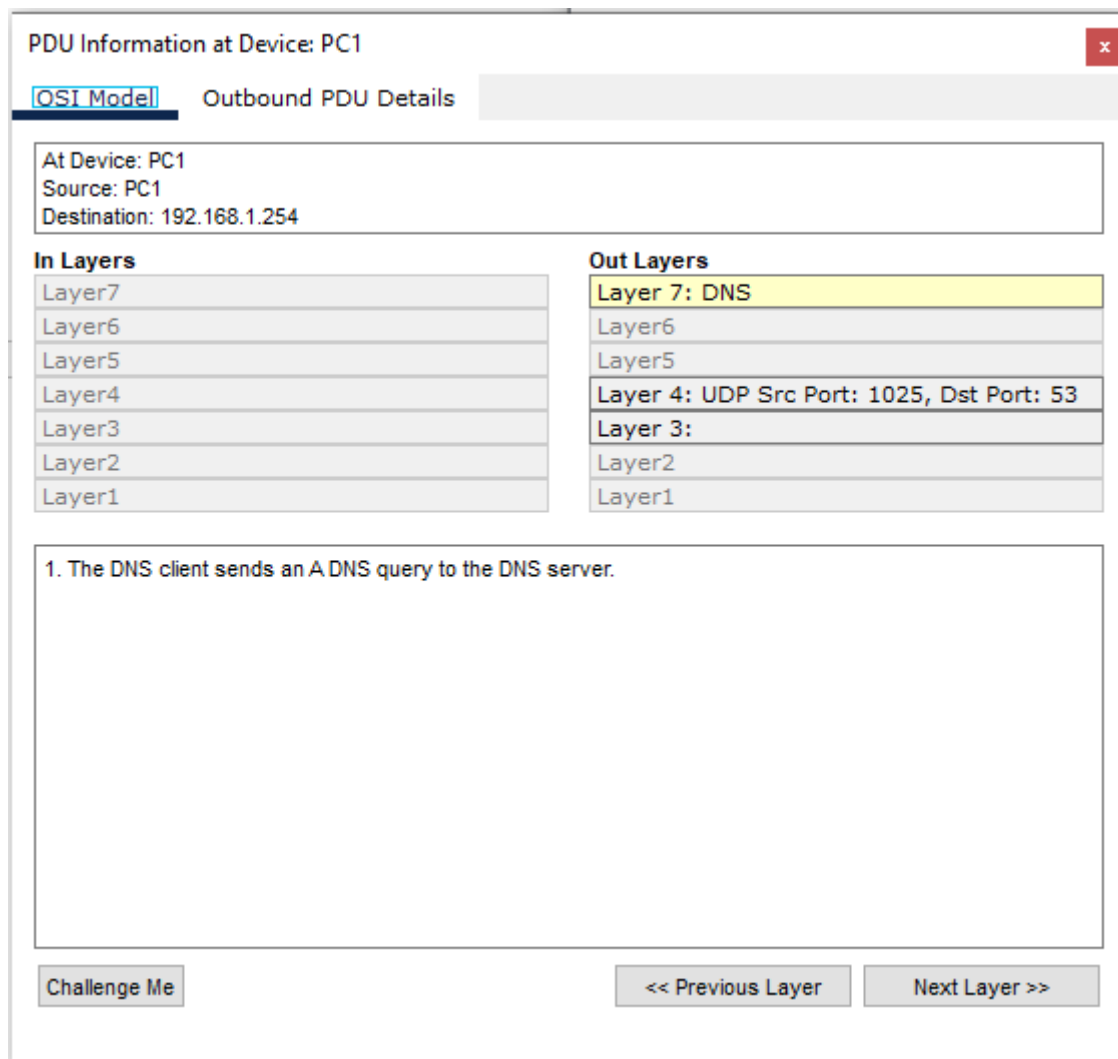 PDU Information at Device: PC1
x
OSI Model
Outbound PDU Details
At Device: PC1
Source: PC1
Destination: 192.168.1.254
In Layers
Layer7
Layer6
Layer5
Layer4
Layer3
Layer2
Layer1
Out Layers
Layer 7: DNS
Layer6
Layer5
Layer 4: UDP Src Port: 1025, Dst Port: 53
Layer 3:
Layer2
Layer1
1. The DNS client sends an A DNS query to the DNS server.
Challenge Me
<< Previous Layer
Next Layer >>